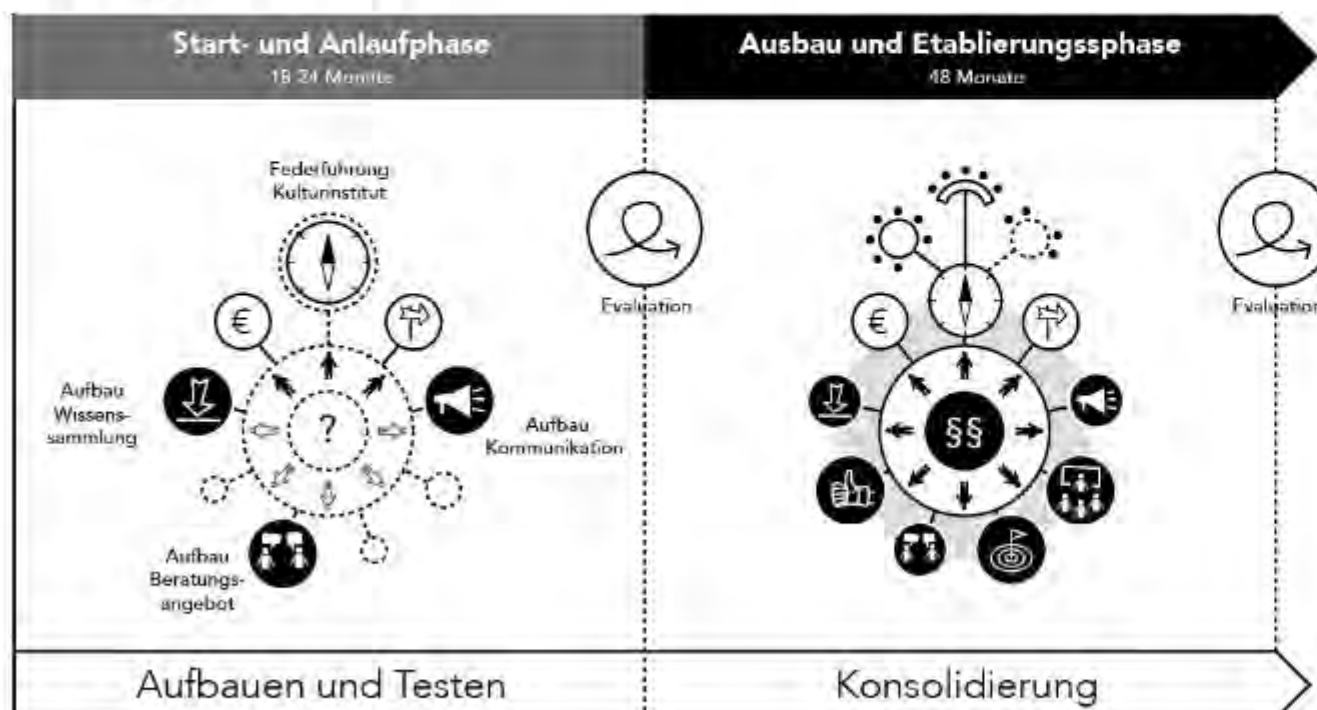 Start- und Anlaufphase
18-24 Monate
Ausbau und Etablierungssphase
48 Monate
Federführung
Kulturinstitut
€
Aufbau
Wissens-
sammlung
?
Aufbau
Kommunikation
Aufbau
Beratungs-
angebot
Evaluation
€
§§
Evaluation
Aufbauen und Testen
Konsolidierung